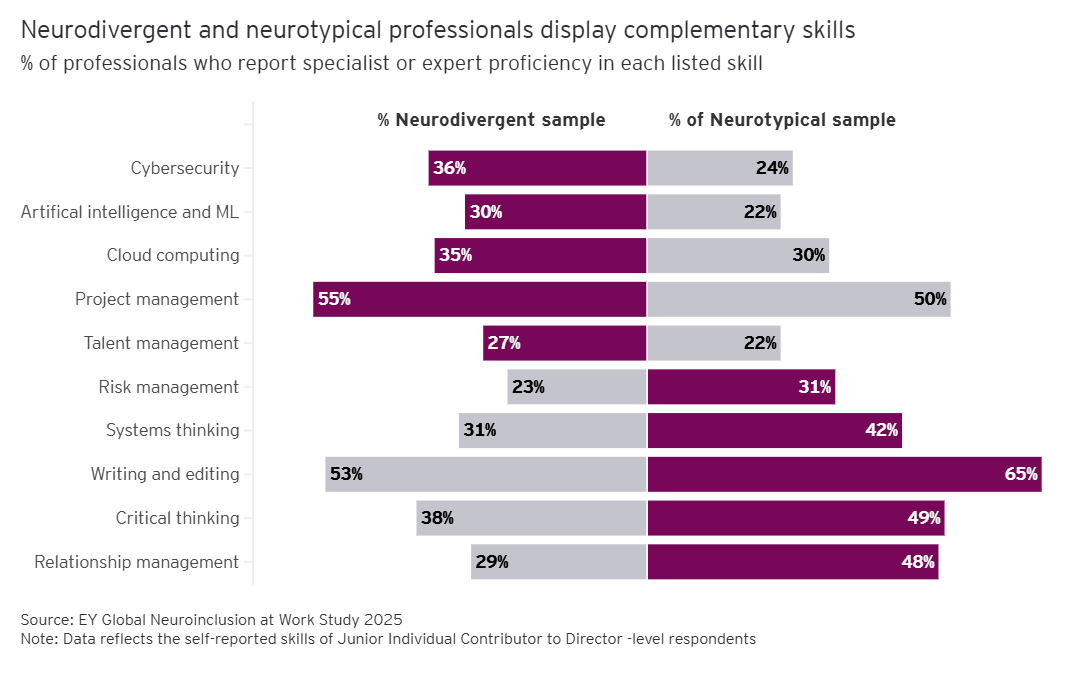 Neurodivergent and neurotypical professionals display complementary skills
% of professionals who report specialist or expert proficiency in each listed skill
% Neurodivergent sample % of Neurotypical sample
Cybersecurity 36% 24%
Artifical intelligence and ML 30% 22%
Cloud computing 35% 30%
Project management 55% 50%
Talent management 27% 22%
Risk management 23% 31%
Systems thinking 31% 42%
Writing and editing 53% 65%
Critical thinking 38% 49%
Relationship management 29% 48%
Source: EY Global Neuroinclusion at Work Study 2025
Note: Data reflects the self-reported skills of Junior Individual Contributor to Director -level respondents